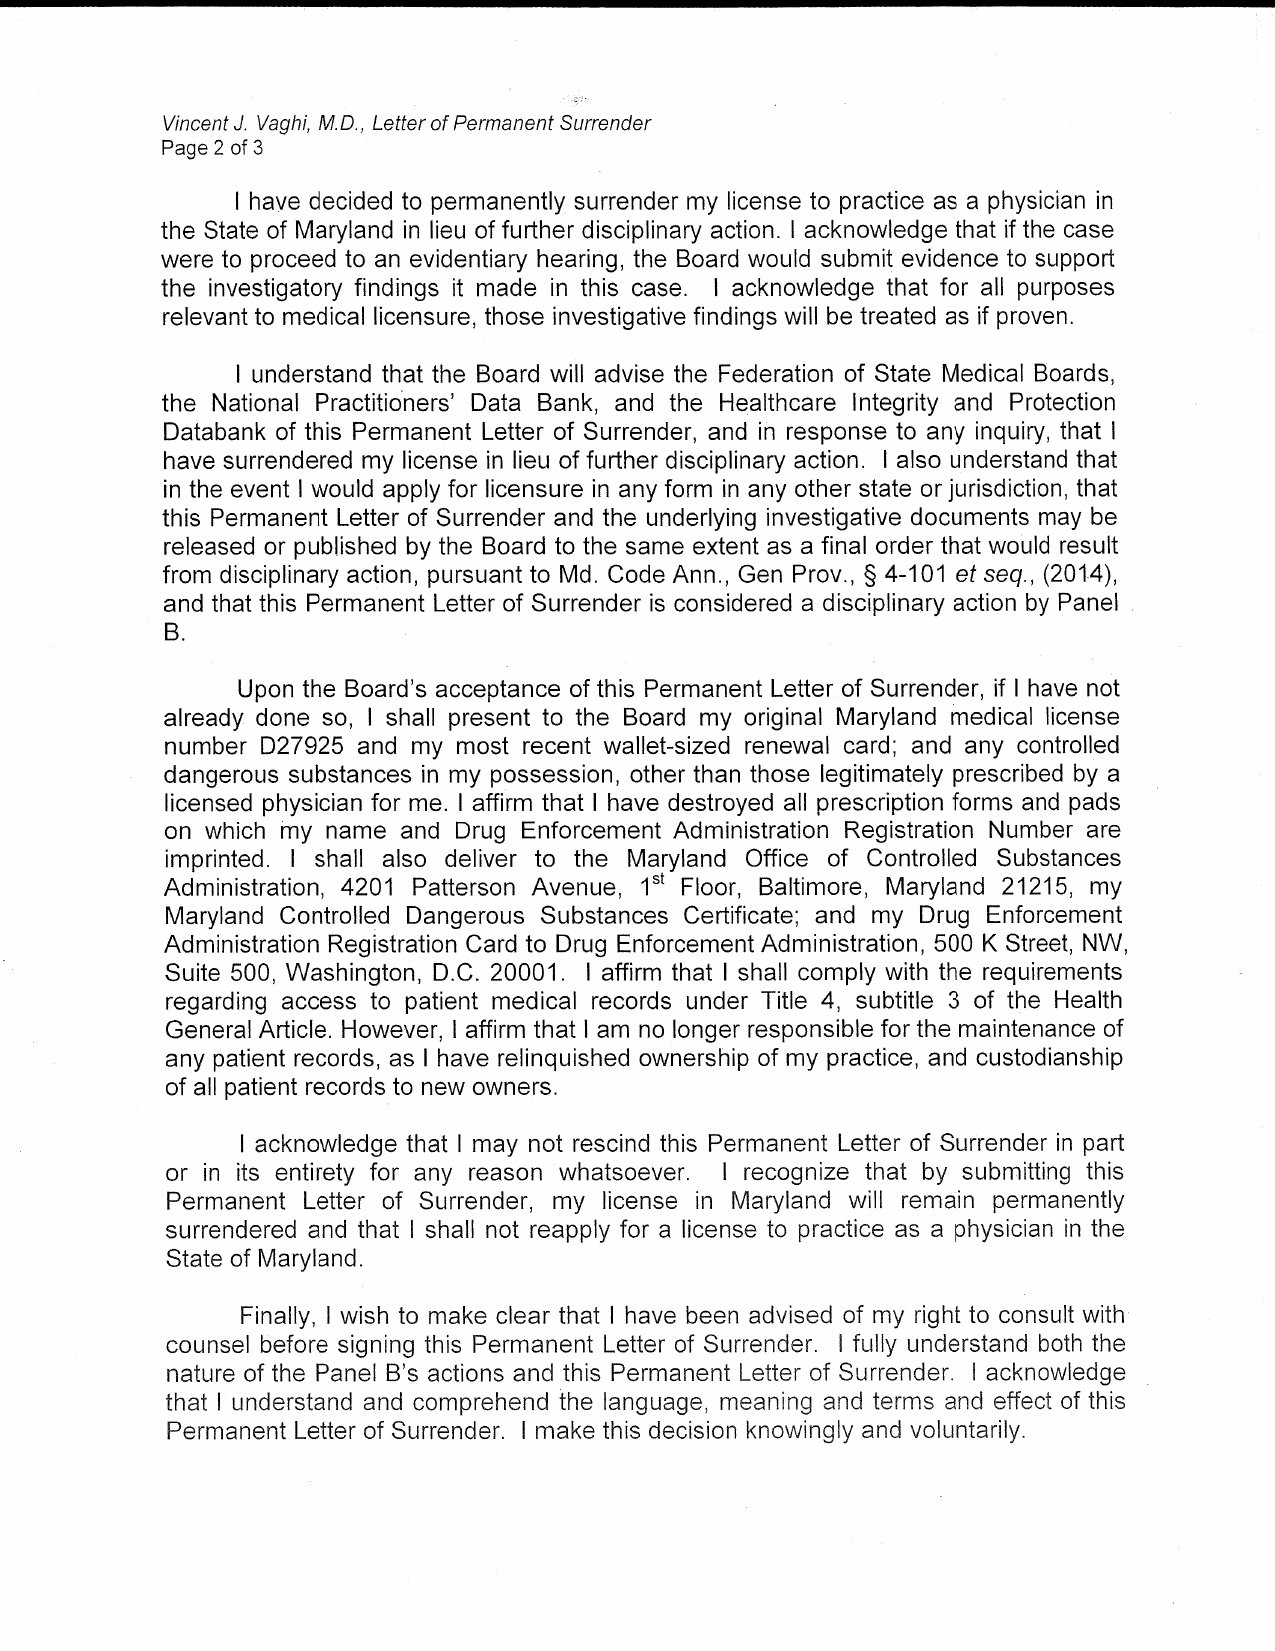 Vincent J. Vaghi, M.D., Letter of Permanent Surrender
Page 2 of 3
I have decided to permanently surrender my license to practice as a physician in
the State of Maryland in lieu of further disciplinary action. I acknowledge that if the case
were to proceed to an evidentiary hearing, the Board would submit evidence to support
the investigatory findings it made in this case. I acknowledge that for all purposes
relevant to medical licensure, those investigative findings will be treated as if proven.
I understand that the Board will advise the Federation of State Medical Boards,
the National Practitioners' Data Bank, and the Healthcare Integrity and Protection
Databank of this Permanent Letter of Surrender, and in response to any inquiry, that I
have surrendered my license in lieu of further disciplinary action. I also understand that
in the event I would apply for licensure in any form in any other state or jurisdiction, that
this Permanent Letter of Surrender and the underlying investigative documents may be
released or published by the Board to the same extent as a final order that would result
from disciplinary action, pursuant to Md. Code Ann., Gen Prov., § 4-101 et seq., (2014),
and that this Permanent Letter of Surrender is considered a disciplinary action by Panel
B.
Upon the Board's acceptance of this Permanent Letter of Surrender, if I have not
already done so, I shall present to the Board my original Maryland medical license
number D27925 and my most recent wallet-sized renewal card; and any controlled
dangerous substances in my possession, other than those legitimately prescribed by a
licensed physician for me. I affirm that I have destroyed all prescription forms and pads
on which my name and Drug Enforcement Administration Registration Number are
imprinted. I shall also deliver to the Maryland Office of Controlled Substances
Administration, 4201 Patterson Avenue, 1st Floor, Baltimore, Maryland 21215, my
Maryland Controlled Dangerous Substances Certificate; and my Drug Enforcement
Administration Registration Card to Drug Enforcement Administration, 500 K Street, NW,
Suite 500, Washington, D.C. 20001. I affirm that I shall comply with the requirements
regarding access to patient medical records under Title 4, subtitle 3 of the Health
General Article. However, I affirm that I am no longer responsible for the maintenance of
any patient records, as I have relinquished ownership of my practice, and custodianship
of all patient records to new owners.
I acknowledge that I may not rescind this Permanent Letter of Surrender in part
or in its entirety for any reason whatsoever. I recognize that by submitting this
Permanent Letter of Surrender, my license in Maryland will remain permanently
surrendered and that I shall not reapply for a license to practice as a physician in the
State of Maryland.
Finally, I wish to make clear that I have been advised of my right to consult with
counsel before signing this Permanent Letter of Surrender. I fully understand both the
nature of the Panel B's actions and this Permanent Letter of Surrender. I acknowledge
that I understand and comprehend the language, meaning and terms and effect of this
Permanent Letter of Surrender. I make this decision knowingly and voluntarily.